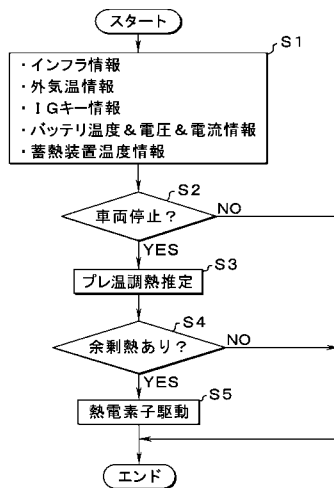 スタート
S1
・インフラ情報
・外気温情報
・IGキー情報
・バッテリ温度&電圧&電流情報
・蓄熱装置温度情報
S2
車両停止?
NO
YES
S3
プレ温調熱推定
S4
余剰熱あり?
NO
YES
S5
熱電素子駆動
エンド